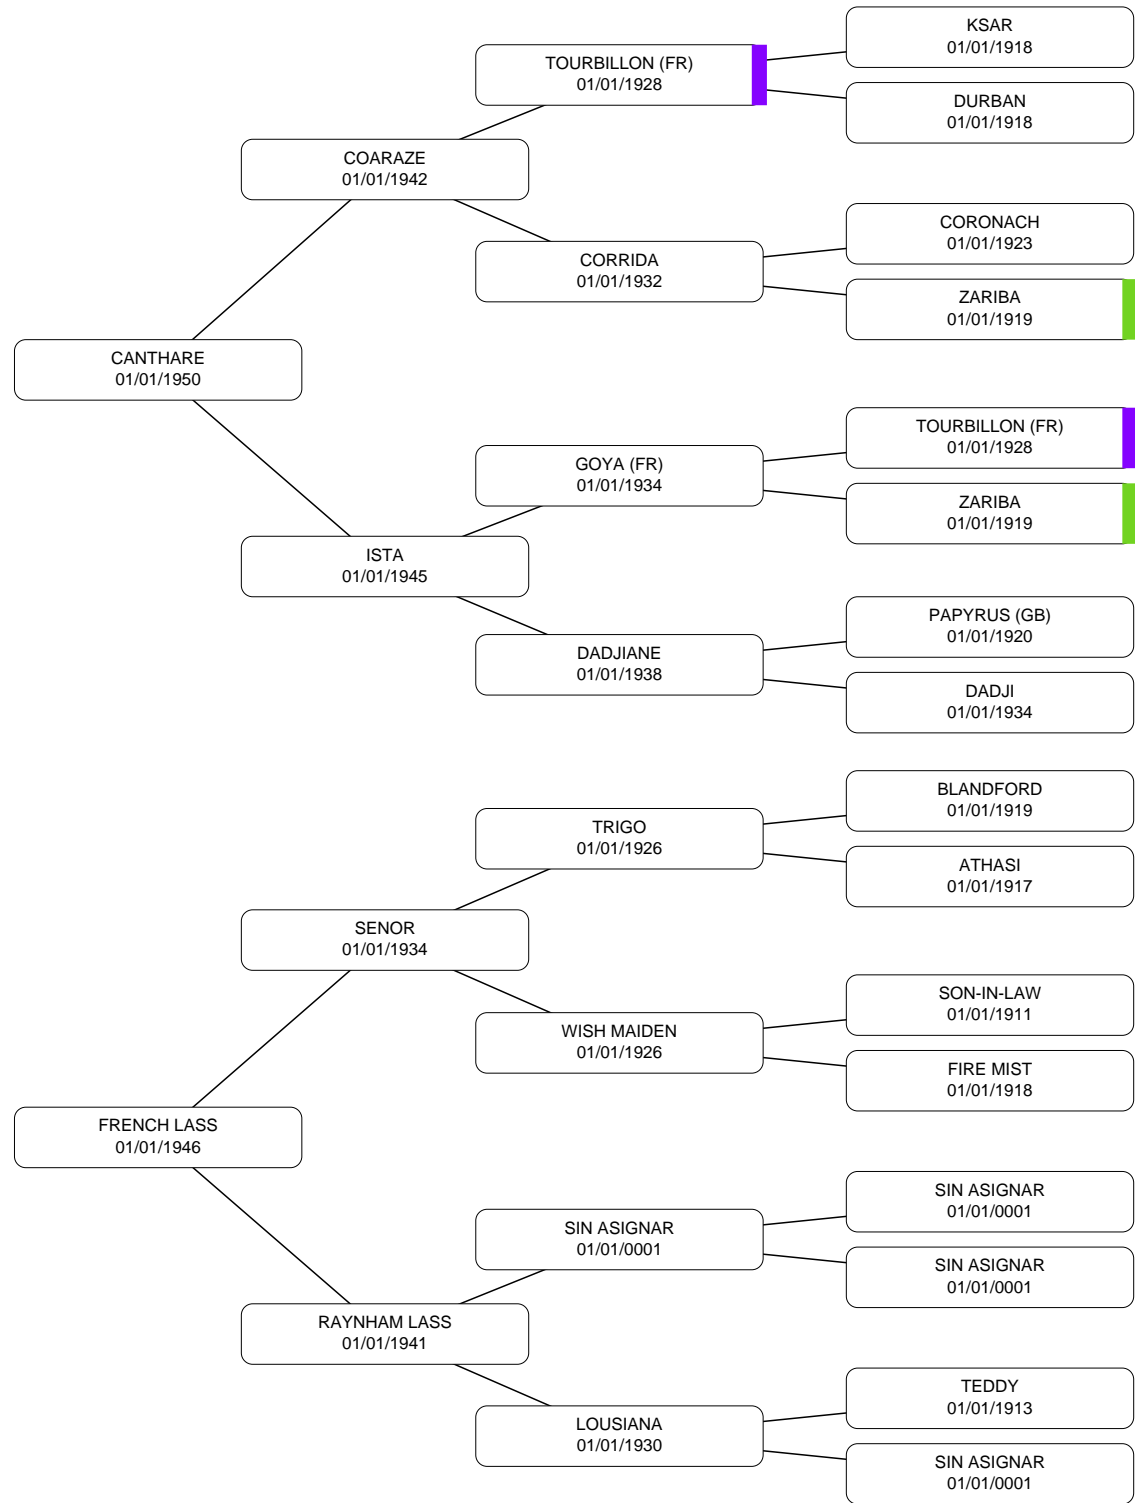 KSAR
01/01/1918
TOURBILLON (FR)
01/01/1928
DURBAN
01/01/1918
COARAZE
01/01/1942
CORONACH
01/01/1923
CORRIDA
01/01/1932
ZARIBA
01/01/1919
CANTHARE
01/01/1950
TOURBILLON (FR)
01/01/1928
GOYA (FR)
01/01/1934
ZARIBA
01/01/1919
ISTA
01/01/1945
PAPYRUS (GB)
01/01/1920
DADJIANE
01/01/1938
DADJI
01/01/1934
BLANDFORD
01/01/1919
TRIGO
01/01/1926
ATHASI
01/01/1917
SENOR
01/01/1934
SON-IN-LAW
01/01/1911
WISH MAIDEN
01/01/1926
FIRE MIST
01/01/1918
FRENCH LASS
01/01/1946
SIN ASIGNAR
01/01/0001
SIN ASIGNAR
01/01/0001
SIN ASIGNAR
01/01/0001
RAYNHAM LASS
01/01/1941
TEDDY
01/01/1913
LOUSIANA
01/01/1930
SIN ASIGNAR
01/01/0001